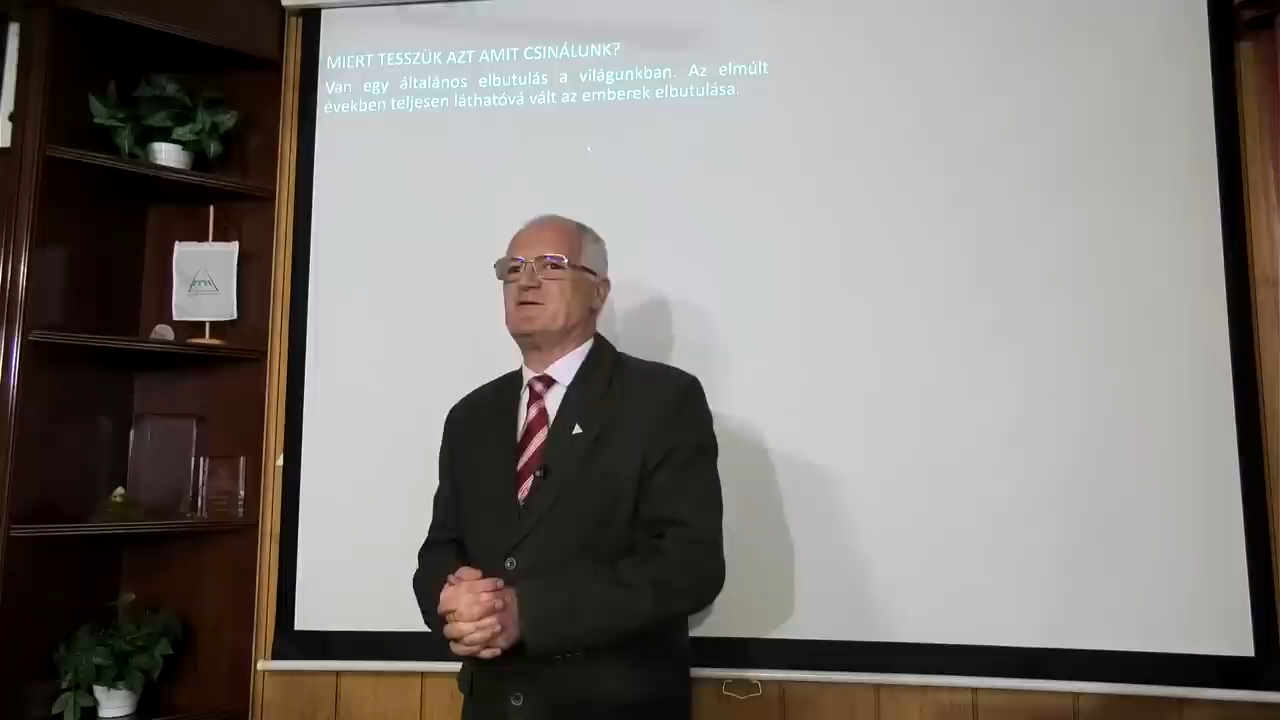 MIERT TESSZÜK AZT AMIT CSINÁLUNK?
Van egy általános elbutulás a világunkban. Az elmúlt
években teljesen láthatóvá vált az emberek elbutulása.